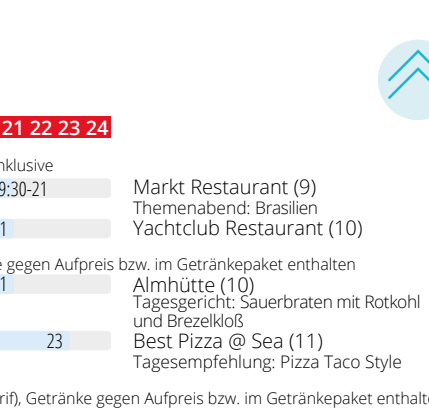 21 22 23 24
nklusive
9:30-21 Markt Restaurant (9)
Themenabend: Brasilien
1 Yachtclub Restaurant (10)
e gegen Aufpreis bzw. im Getränkepaket enthalten
1 Almhütte (10)
Tagesgericht: Sauerbraten mit Rotkohl
und Brezelkloß
23 Best Pizza @ Sea (11)
Tagesempfehlung: Pizza Taco Style
rif), Getränke gegen Aufpreis bzw. im Getränkepaket enthalt